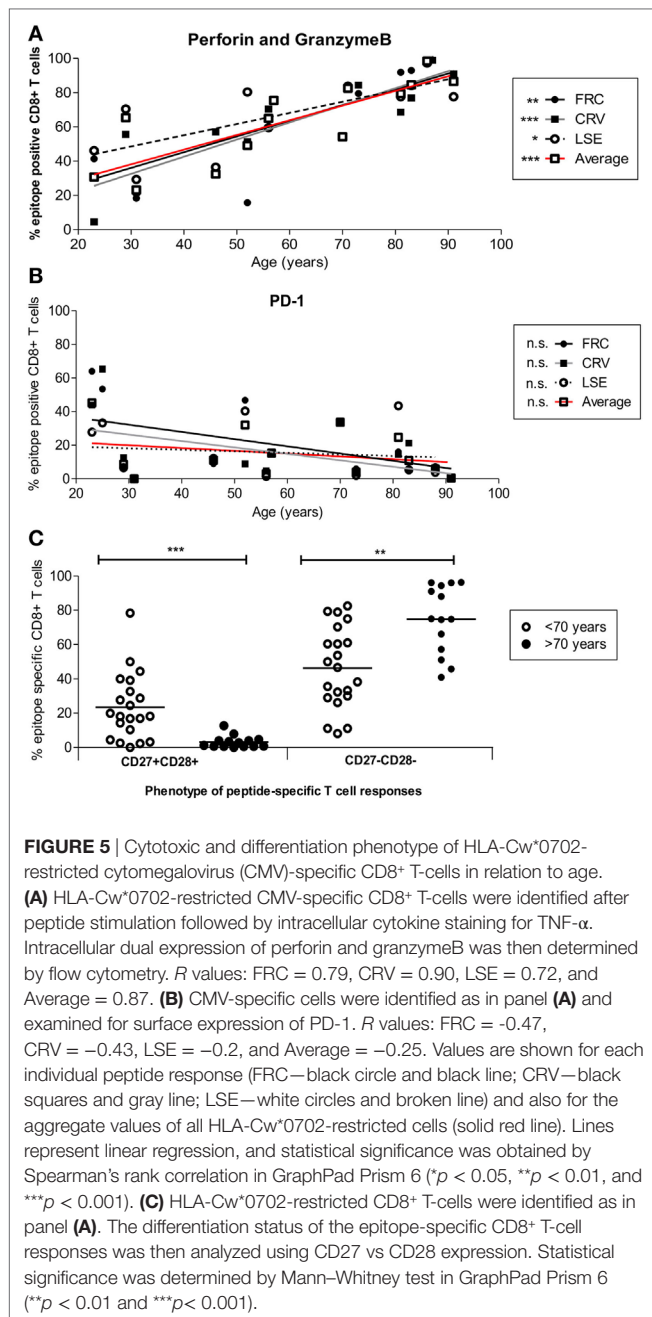 A
Perforin and GranzymeB
% epitope positive CD8+ T cells
100
80
60
40
20
0
20 30 40 50 60 70 80 90 100
Age (years)
** FRC
*** CRV
* LSE
*** Average
B
PD-1
% epitope positive CD8+ T cells
100
80
60
40
20
0
20 30 40 50 60 70 80 90 100
Age (years)
n.s. FRC
n.s. CRV
n.s. LSE
n.s. Average
C
*** **
% epitope specific CD8+ T cells
100
80
60
40
20
0
CD27+CD28+ CD27-CD28-
Phenotype of peptide-specific T cell responses
<70 years
>70 years
FIGURE 5 | Cytotoxic and differentiation phenotype of HLA-Cw*0702-
restricted cytomegalovirus (CMV)-specific CD8+ T-cells in relation to age.
(A) HLA-Cw*0702-restricted CMV-specific CD8+ T-cells were identified after
peptide stimulation followed by intracellular cytokine staining for TNF-α.
Intracellular dual expression of perforin and granzymeB was then determined
by flow cytometry. R values: FRC = 0.79, CRV = 0.90, LSE = 0.72, and
Average = 0.87. (B) CMV-specific cells were identified as in panel (A) and
examined for surface expression of PD-1. R values: FRC = -0.47,
CRV = −0.43, LSE = −0.2, and Average = −0.25. Values are shown for each
individual peptide response (FRC—black circle and black line; CRV—black
squares and gray line; LSE—white circles and broken line) and also for the
aggregate values of all HLA-Cw*0702-restricted cells (solid red line). Lines
represent linear regression, and statistical significance was obtained by
Spearman's rank correlation in GraphPad Prism 6 (*p < 0.05, **p < 0.01, and
***p < 0.001). (C) HLA-Cw*0702-restricted CD8+ T-cells were identified as in
panel (A). The differentiation status of the epitope-specific CD8+ T-cell
responses was then analyzed using CD27 vs CD28 expression. Statistical
significance was determined by Mann–Whitney test in GraphPad Prism 6
(**p < 0.01 and ***p< 0.001).